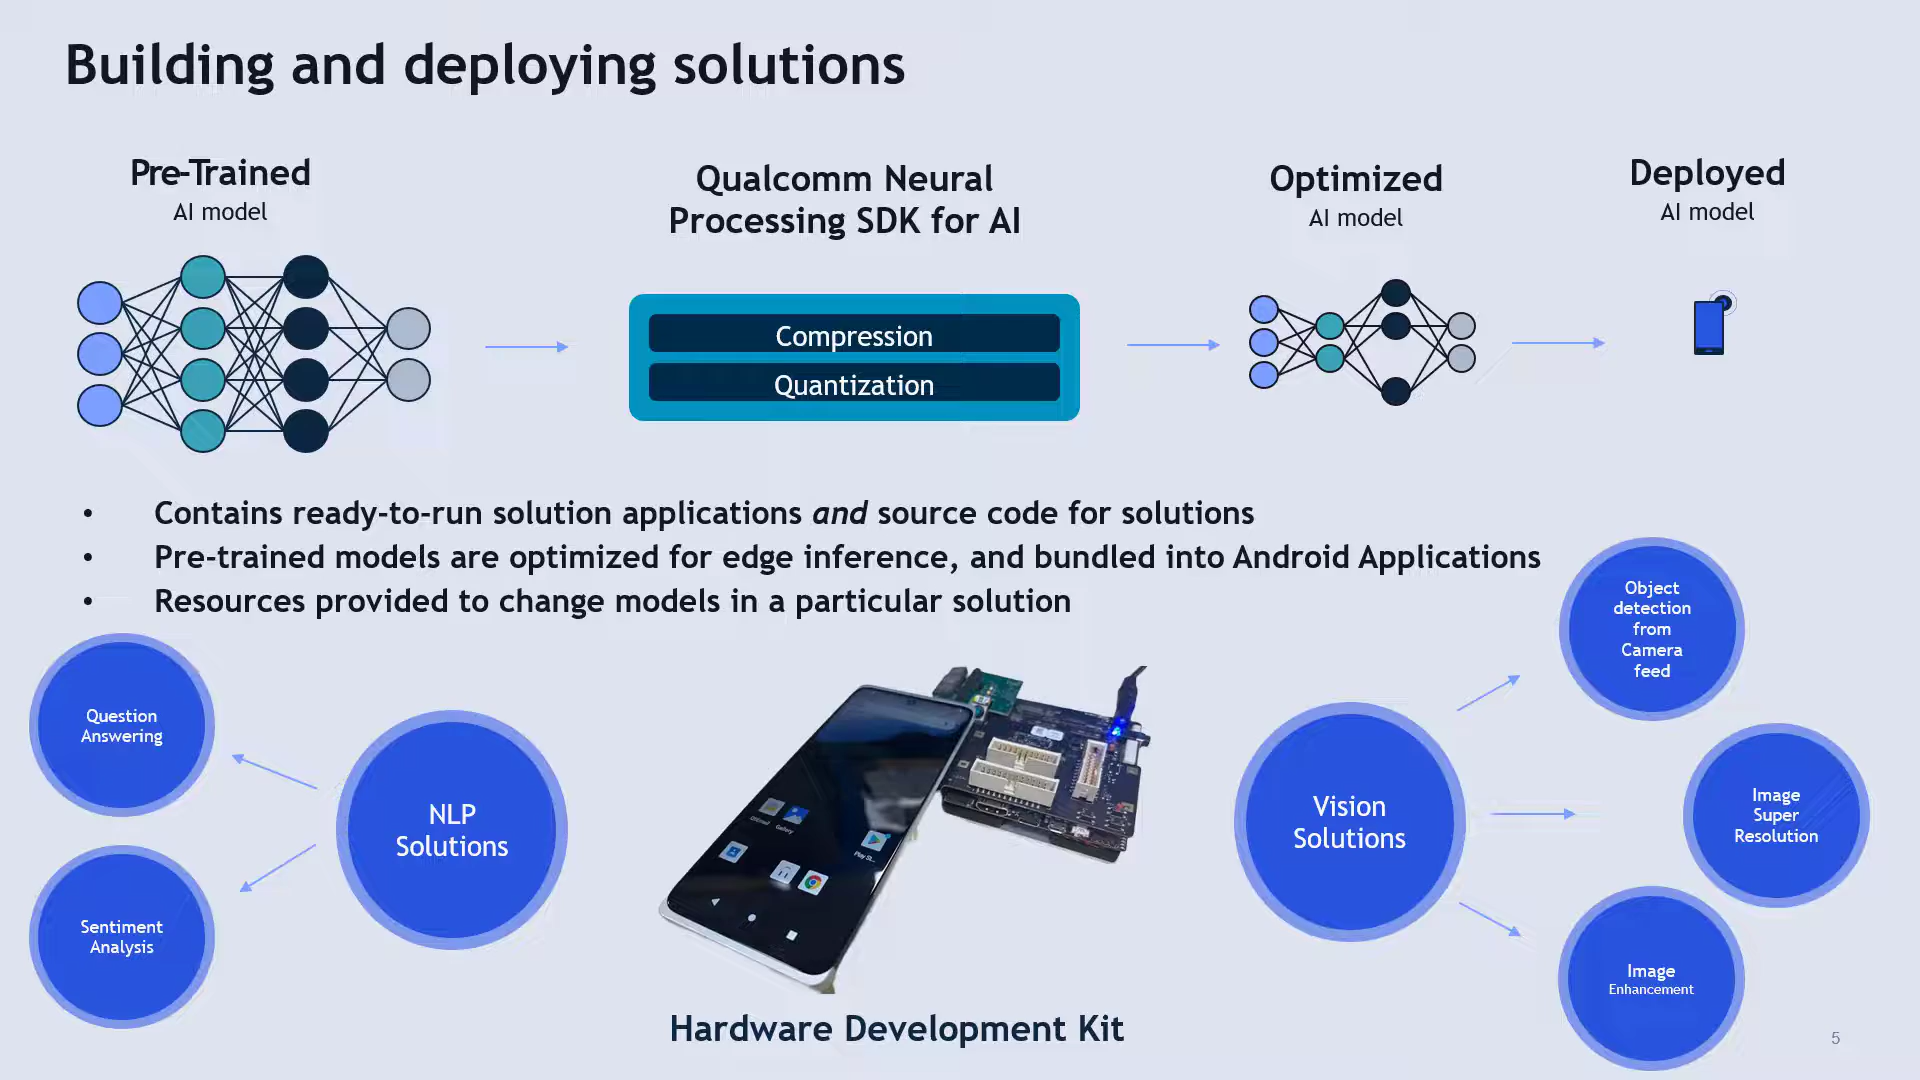 Building and deploying solutions
Pre-Trained
AI model
Qualcomm Neural
Processing SDK for AI
Optimized
AI model
Deployed
AI model
Compression
Quantization
• Contains ready-to-run solution applications and source code for solutions
• Pre-trained models are optimized for edge inference, and bundled into Android Applications
• Resources provided to change models in a particular solution
Question
Answering
Sentiment
Analysis
NLP
Solutions
Gallery
Play St...
Hardware Development Kit
Vision
Solutions
Object
detection
from
Camera
feed
Image
Super
Resolution
Image
Enhancement
5